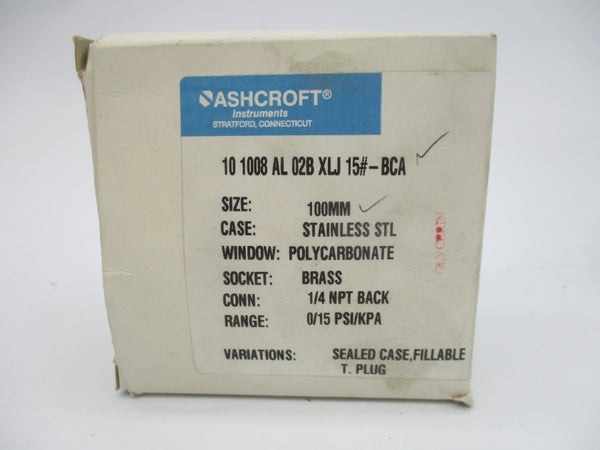 ASHCROFT®
Instruments
STRATFORD, CONNECTICUT
10 1008 AL 02B XLJ 15#-BCA
SIZE: 100MM
CASE: STAINLESS STL
WINDOW: POLYCARBONATE
SOCKET: BRASS
CONN: 1/4 NPT BACK
RANGE: 0/15 PSI/KPA
VARIATIONS: SEALED CASE,FILLABLE
T. PLUG